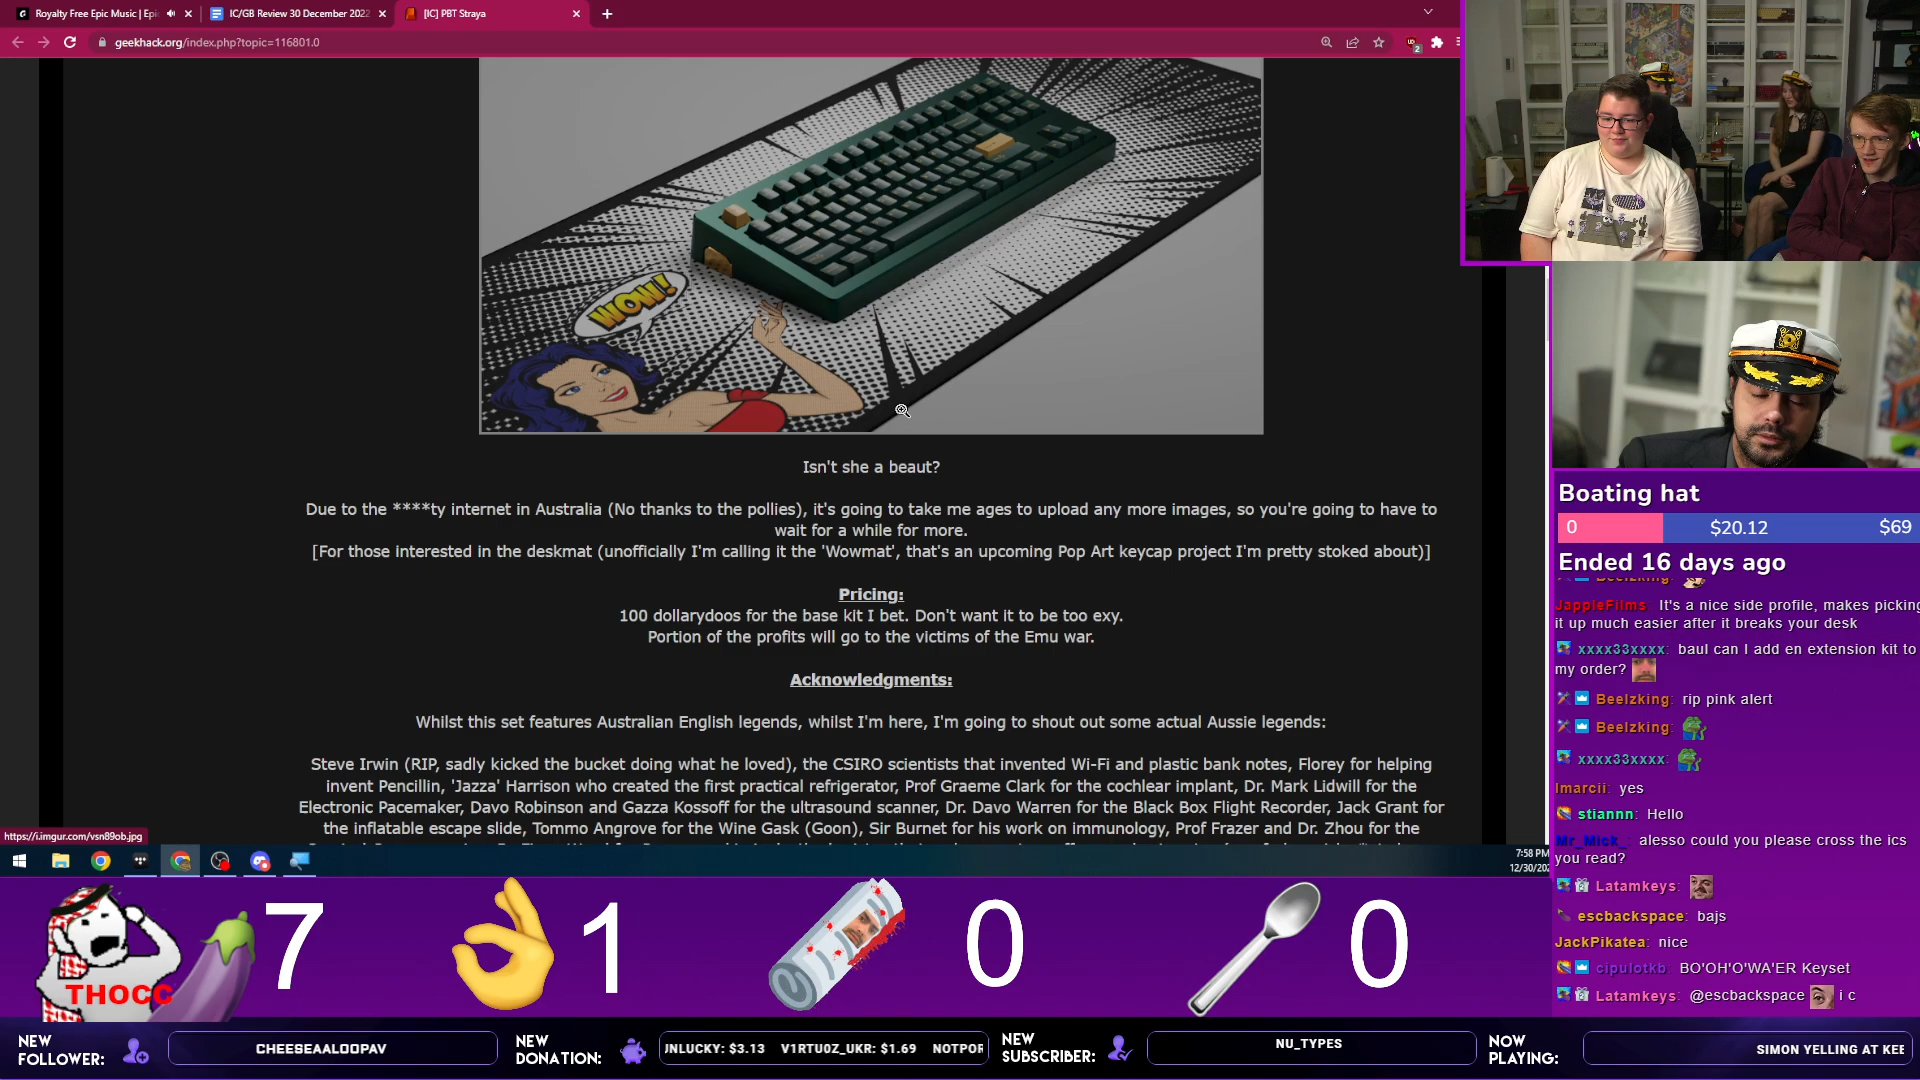 Royalty Free Epic Music | Epi
IC/GB Review 30 December 2022
[IC] PBT Straya
geekhack.org/index.php?topic=116801.0
WOW!
Isn't she a beaut?
Due to the ****ty internet in Australia (No thanks to the pollies), it's going to take me ages to upload any more images, so you're going to have to
wait for a while for more.
[For those interested in the deskmat (unofficially I'm calling it the 'Wowmat', that's an upcoming Pop Art keycap project I'm pretty stoked about)]
Pricing:
100 dollarydoos for the base kit I bet. Don't want it to be too exy.
Portion of the profits will go to the victims of the Emu war.
Acknowledgments:
Whilst this set features Australian English legends, whilst I'm here, I'm going to shout out some actual Aussie legends:
Steve Irwin (RIP, sadly kicked the bucket doing what he loved), the CSIRO scientists that invented Wi-Fi and plastic bank notes, Florey for helping
invent Pencillin, 'Jazza' Harrison who created the first practical refrigerator, Prof Graeme Clark for the cochlear implant, Dr. Mark Lidwill for the
Electronic Pacemaker, Davo Robinson and Gazza Kossoff for the ultrasound scanner, Dr. Davo Warren for the Black Box Flight Recorder, Jack Grant for
the inflatable escape slide, Tommo Angrove for the Wine Gask (Goon), Sir Burnet for his work on immunology, Prof Frazer and Dr. Zhou for the
https://i.imgur.com/vsn89ob.jpg
7:58 PM
12/30/202
Boating hat
0 $20.12 $69
Ended 16 days ago
Beelzking:
JappleFilms: It's a nice side profile, makes picking
it up much easier after it breaks your desk
xxxx33xxxx: baul can I add en extension kit to
my order?
Beelzking: rip pink alert
Beelzking:
xxxx33xxxx:
lmarcii: yes
stiannn: Hello
Mr_Mick_: alesso could you please cross the ics
you read?
Latamkeys:
escbackspace: bajs
JackPikatea: nice
cipulotkb: BO'OH'O'WA'ER Keyset
Latamkeys: @escbackspace i c
THOCC
7
1
0
0
NEW
FOLLOWER:
CHEESEAALOOPAV
NEW
DONATION:
UNLUCKY: $3.13 V1RTU0Z_UKR: $1.69 NOTPOR
NEW
SUBSCRIBER:
NU_TYPES
NOW
PLAYING:
SIMON YELLING AT KEE